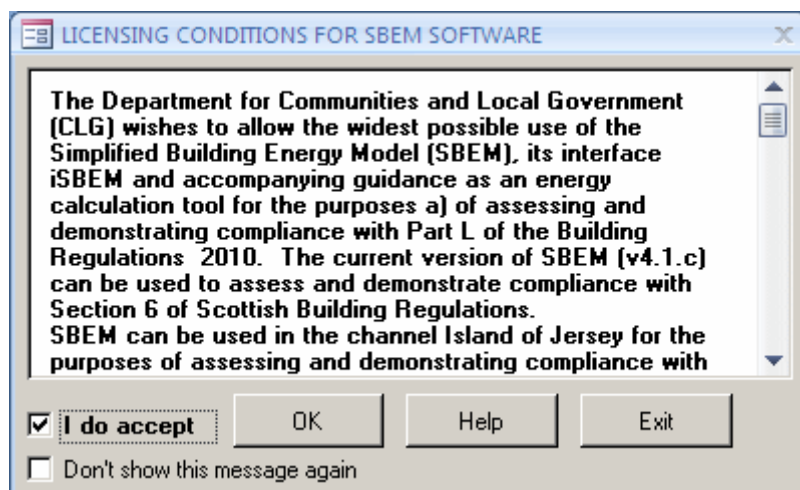 LICENSING CONDITIONS FOR SBEM SOFTWARE
The Department for Communities and Local Government
(CLG) wishes to allow the widest possible use of the
Simplified Building Energy Model (SBEM), its interface
iSBEM and accompanying guidance as an energy
calculation tool for the purposes a) of assessing and
demonstrating compliance with Part L of the Building
Regulations  2010.  The current version of SBEM (v4.1.c)
can be used to assess and demonstrate compliance with
Section 6 of Scottish Building Regulations.
SBEM can be used in the channel Island of Jersey for the
purposes of assessing and demonstrating compliance with
I do accept OK Help Exit
Don't show this message again